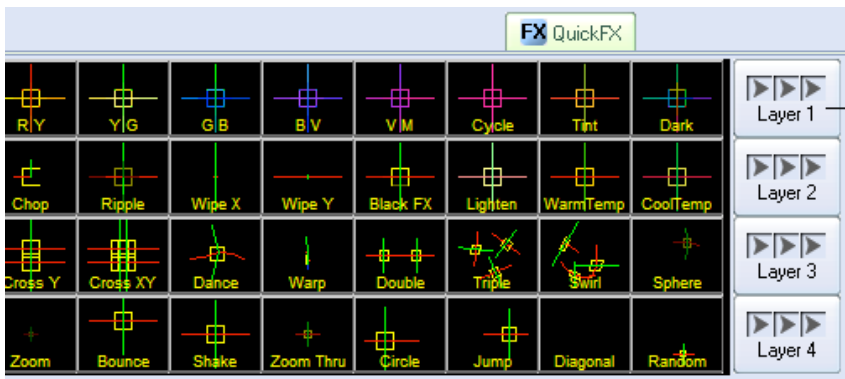 FX QuickFX
R|Y Y|G G|B B|V V|M Cycle Tint Dark Layer 1
Chop Ripple Wipe X Wipe Y Black FX Lighten WarmTemp CoolTemp Layer 2
Cross Y Cross XY Dance Warp Double Triple Swirl Sphere Layer 3
Zoom Bounce Shake Zoom Thru Circle Jump Diagonal Random Layer 4